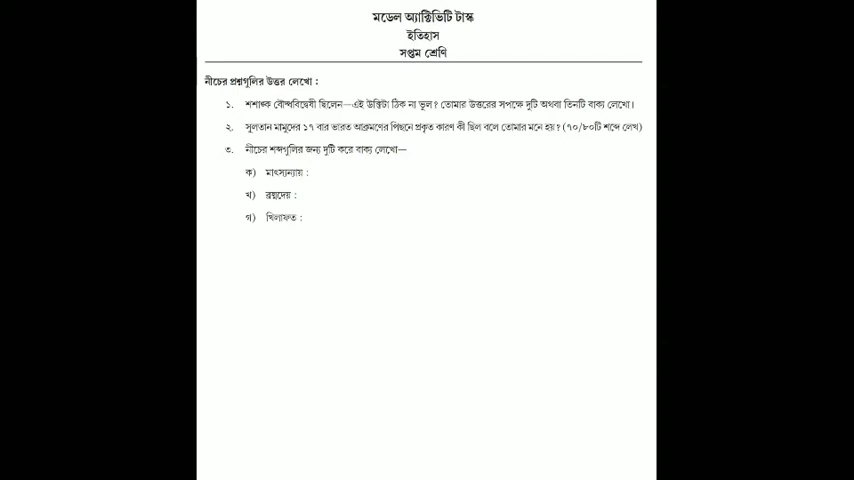 মডেল অ্যাক্টিভিটি টাস্ক
ইতিহাস
সপ্তম শ্রেণি
নীচের প্রশ্নগুলির উত্তর লেখো :
১. শশাঙ্ক বৌদ্ধবিদ্বেষী ছিলেন—এই উক্তিটা ঠিক না ভুল? তোমার উত্তরের সপক্ষে দুটি অথবা তিনটি বাক্য লেখো।
২. সুলতান মামুদের ১৭ বার ভারত আক্রমণের পিছনে প্রকৃত কারণ কী ছিল বলে তোমার মনে হয়? (৭০/৮০টি শব্দে লেখ)
৩. নীচের শব্দগুলির জন্য দুটি করে বাক্য লেখো—
ক) মাৎস্যন্যায় :
খ) ব্রহ্মদেয় :
গ) খিলাফত :